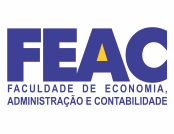 FEAC
FACULDADE DE ECONOMIA,
ADMINISTRAÇÃO E CONTABILIDADE